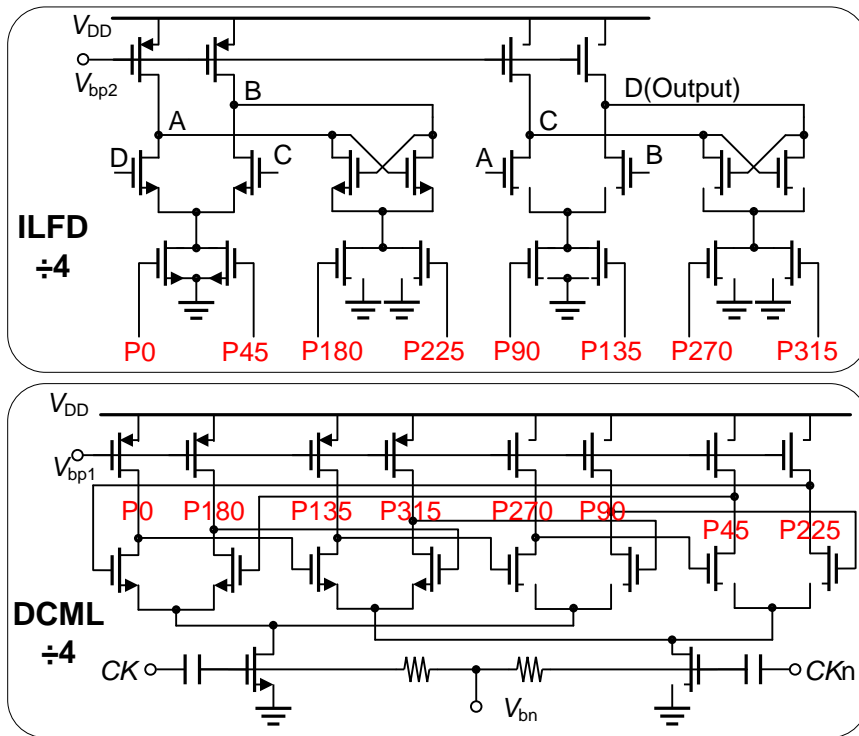 VDD
Vbp2
B
D(Output)
A
C
D
C
A
B
ILFD
÷4
P0 P45 P180 P225 P90 P135 P270 P315
VDD
Vbp1
P0 P180 P135 P315 P270 P90 P45 P225
DCML
÷4
CK
Vbn
CKn